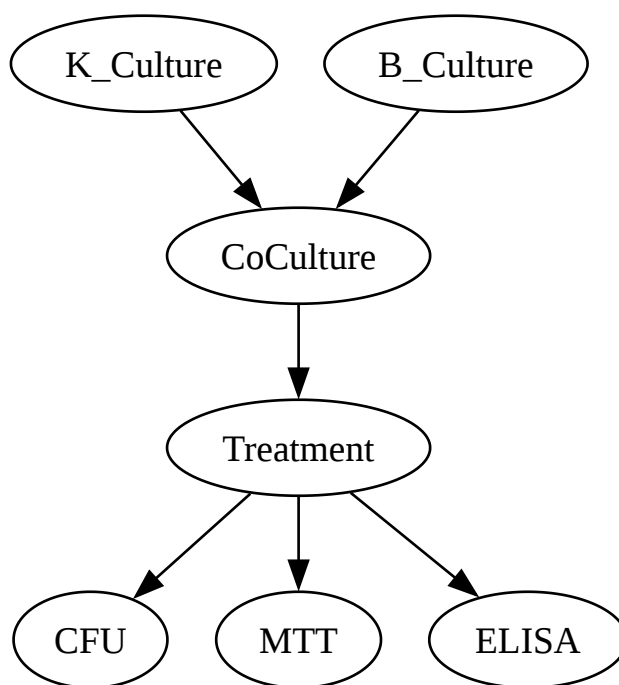 K_Culture
B_Culture
CoCulture
Treatment
CFU
MTT
ELISA